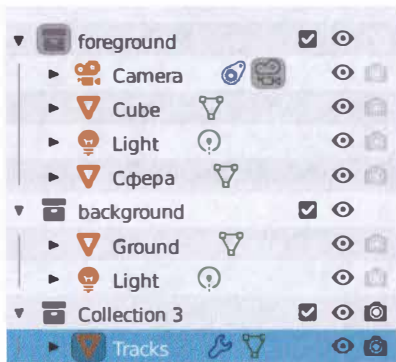 foreground
Camera
Cube
Light
Сфера
background
Ground
Light
Collection 3
Tracks